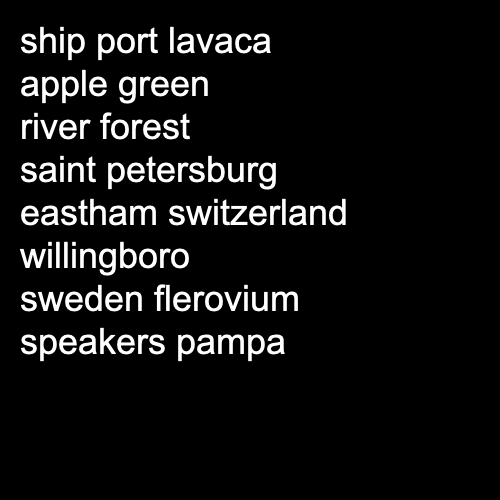 ship port lavaca
apple green
river forest
saint petersburg
eastham switzerland
willingboro
sweden flerovium
speakers pampa